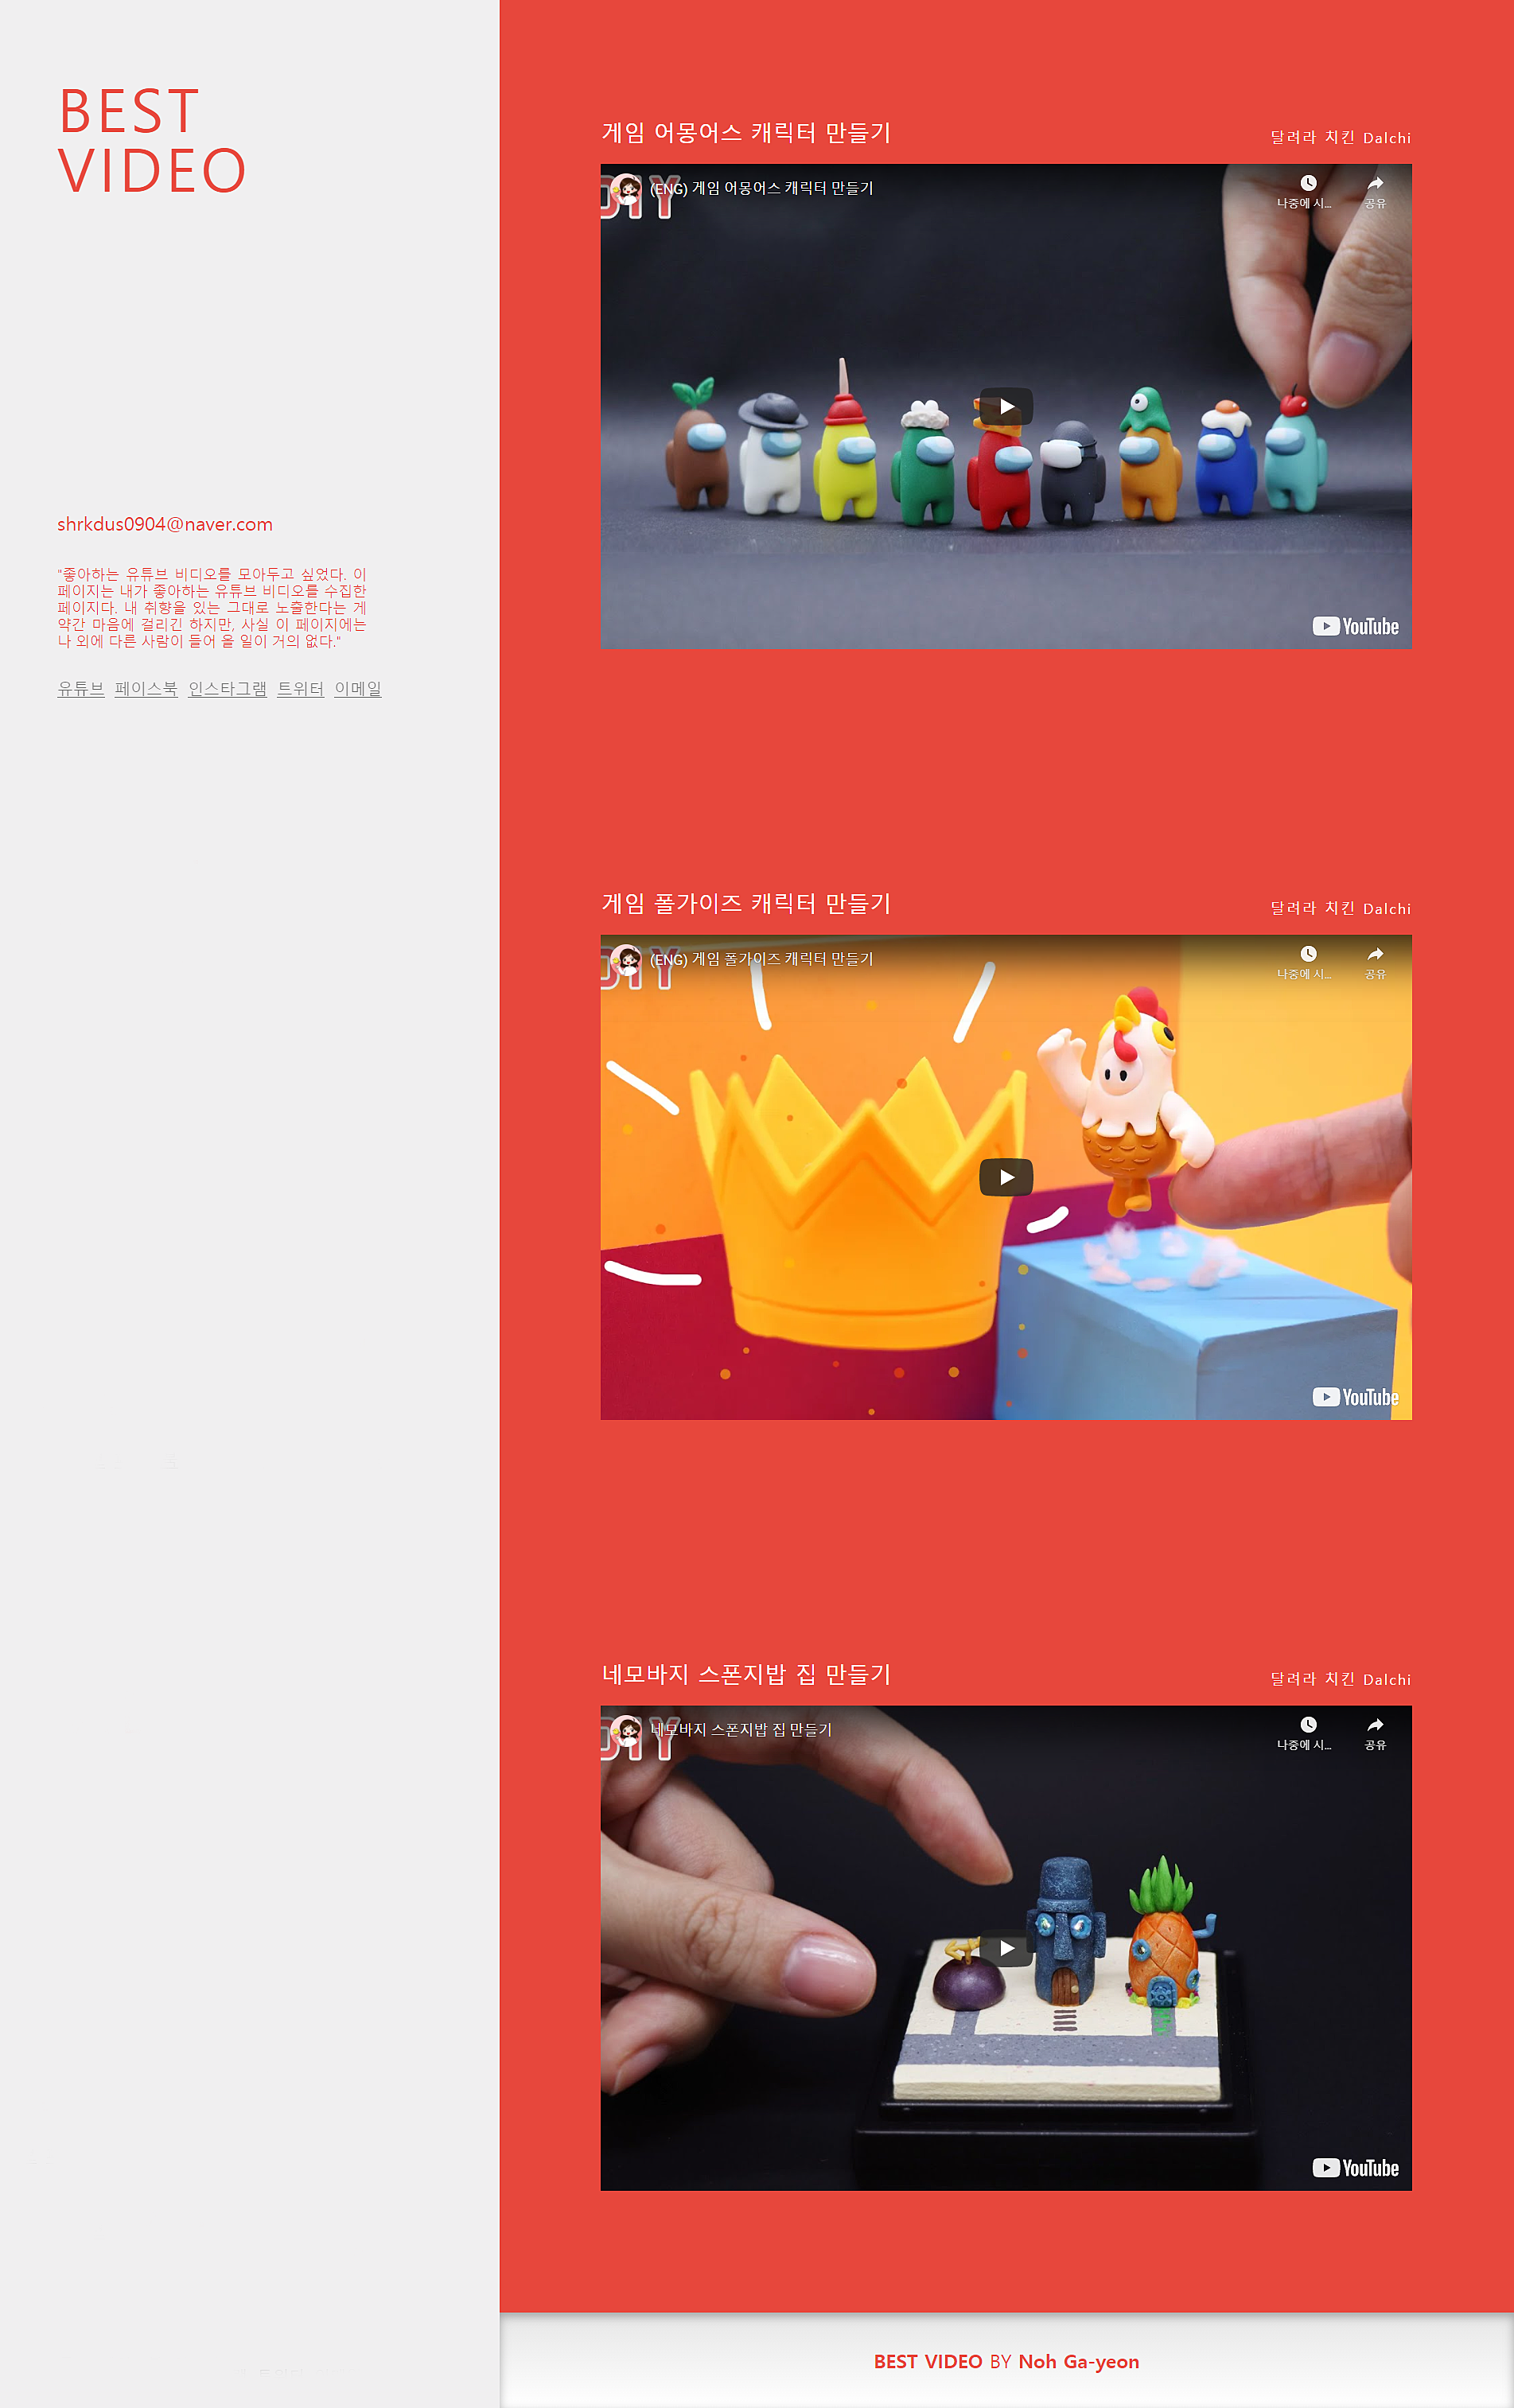 BEST
VIDEO
shrkdus0904@naver.com
"좋아하는 유튜브 비디오를 모아두고 싶었다. 이
페이지는 내가 좋아하는 유튜브 비디오를 수집한
페이지다. 내 취향을 있는 그대로 노출한다는 게
약간 마음에 걸리긴 하지만, 사실 이 페이지에는
나 외에 다른 사람이 들어 올 일이 거의 없다."
유튜브 페이스북 인스타그램 트위터 이메일
게임 어몽어스 캐릭터 만들기
달려라 치킨 Dalchi
DIY
(ENG) 게임 어몽어스 캐릭터 만들기
나중에 시...
공유
YouTube
게임 폴가이즈 캐릭터 만들기
달려라 치킨 Dalchi
DIY
(ENG) 게임 폴가이즈 캐릭터 만들기
나중에 시...
공유
YouTube
네모바지 스폰지밥 집 만들기
달려라 치킨 Dalchi
DIY
네모바지 스폰지밥 집 만들기
나중에 시...
공유
YouTube
BEST VIDEO BY Noh Ga-yeon